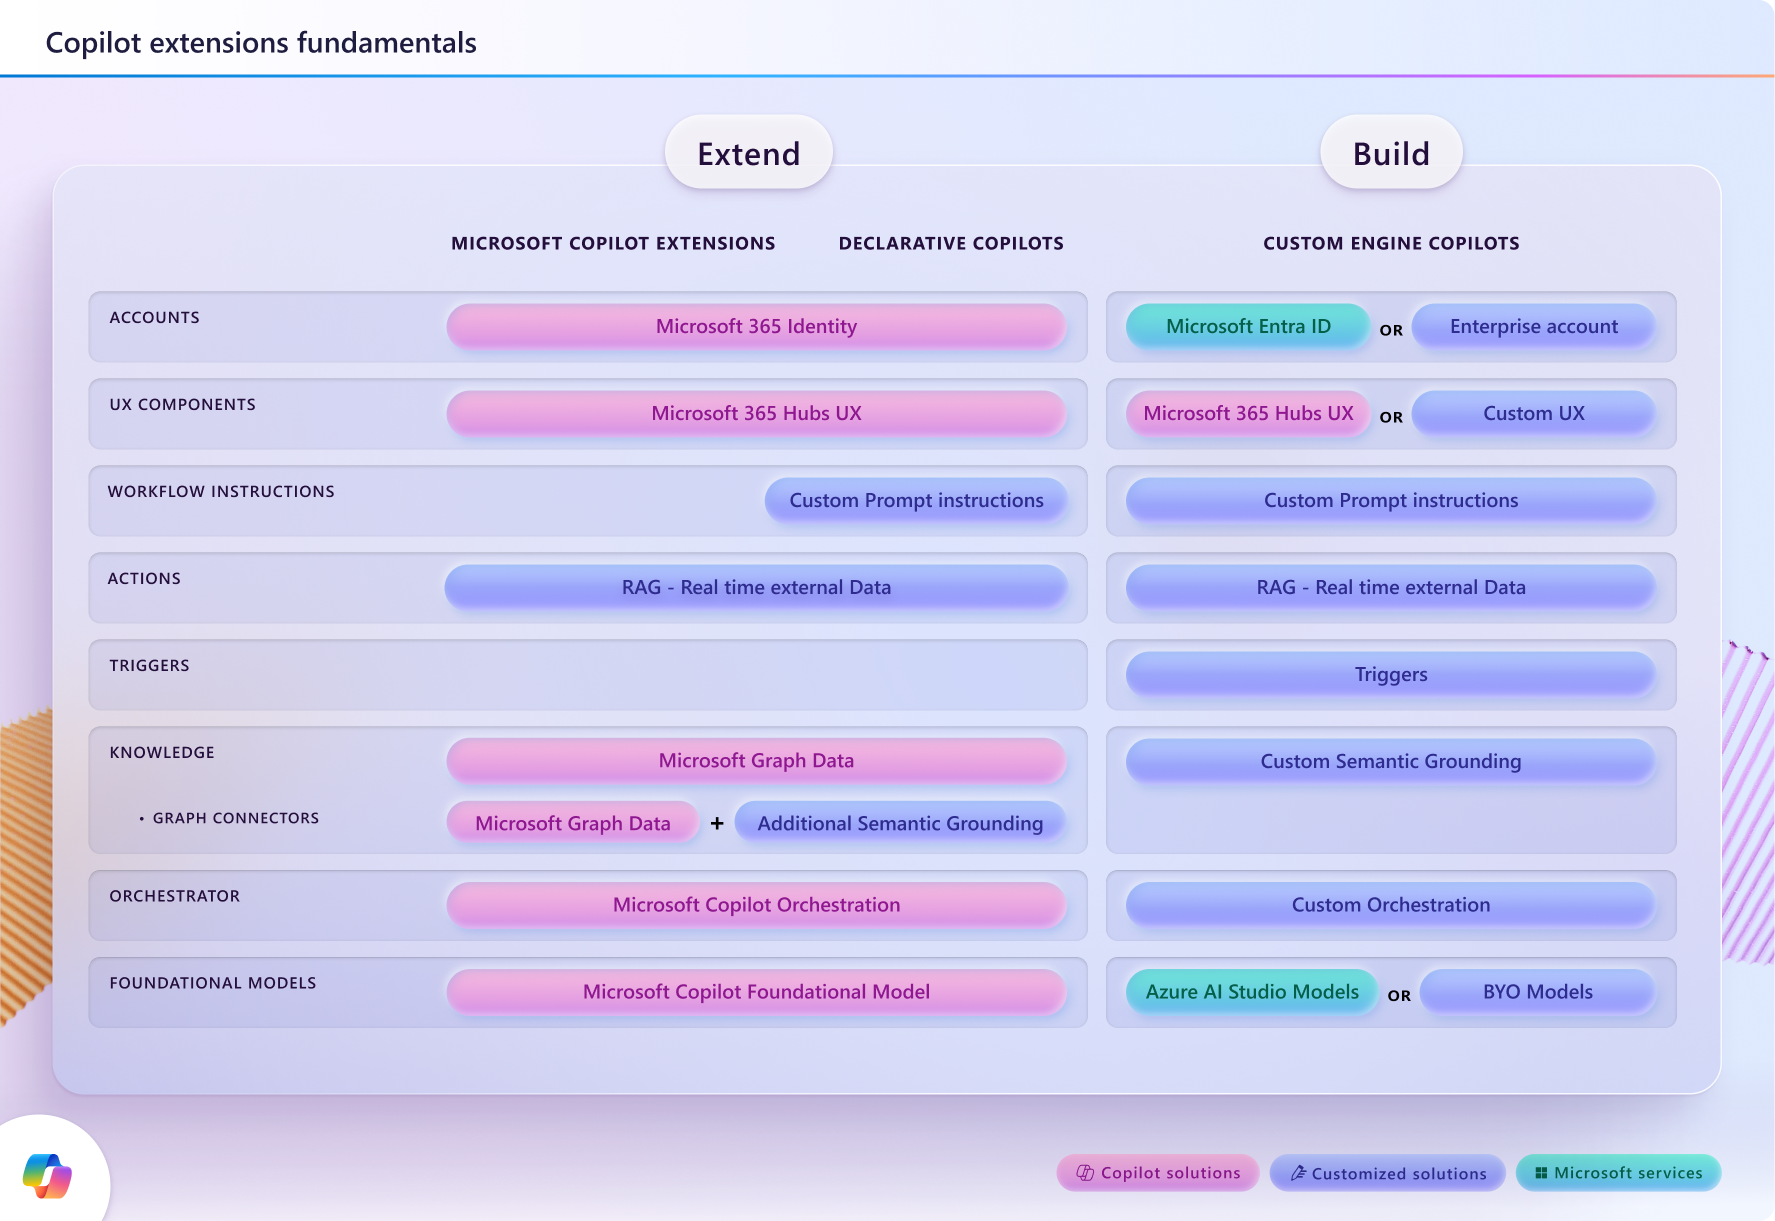 Copilot extensions fundamentals
Extend
Build
MICROSOFT COPILOT EXTENSIONS
DECLARATIVE COPILOTS
CUSTOM ENGINE COPILOTS
ACCOUNTS
Microsoft 365 Identity
Microsoft Entra ID OR Enterprise account
UX COMPONENTS
Microsoft 365 Hubs UX
Microsoft 365 Hubs UX OR Custom UX
WORKFLOW INSTRUCTIONS
Custom Prompt instructions
Custom Prompt instructions
ACTIONS
RAG - Real time external Data
RAG - Real time external Data
TRIGGERS
Triggers
KNOWLEDGE
Microsoft Graph Data
Custom Semantic Grounding
• GRAPH CONNECTORS
Microsoft Graph Data + Additional Semantic Grounding
ORCHESTRATOR
Microsoft Copilot Orchestration
Custom Orchestration
FOUNDATIONAL MODELS
Microsoft Copilot Foundational Model
Azure AI Studio Models OR BYO Models
Copilot solutions
Customized solutions
Microsoft services